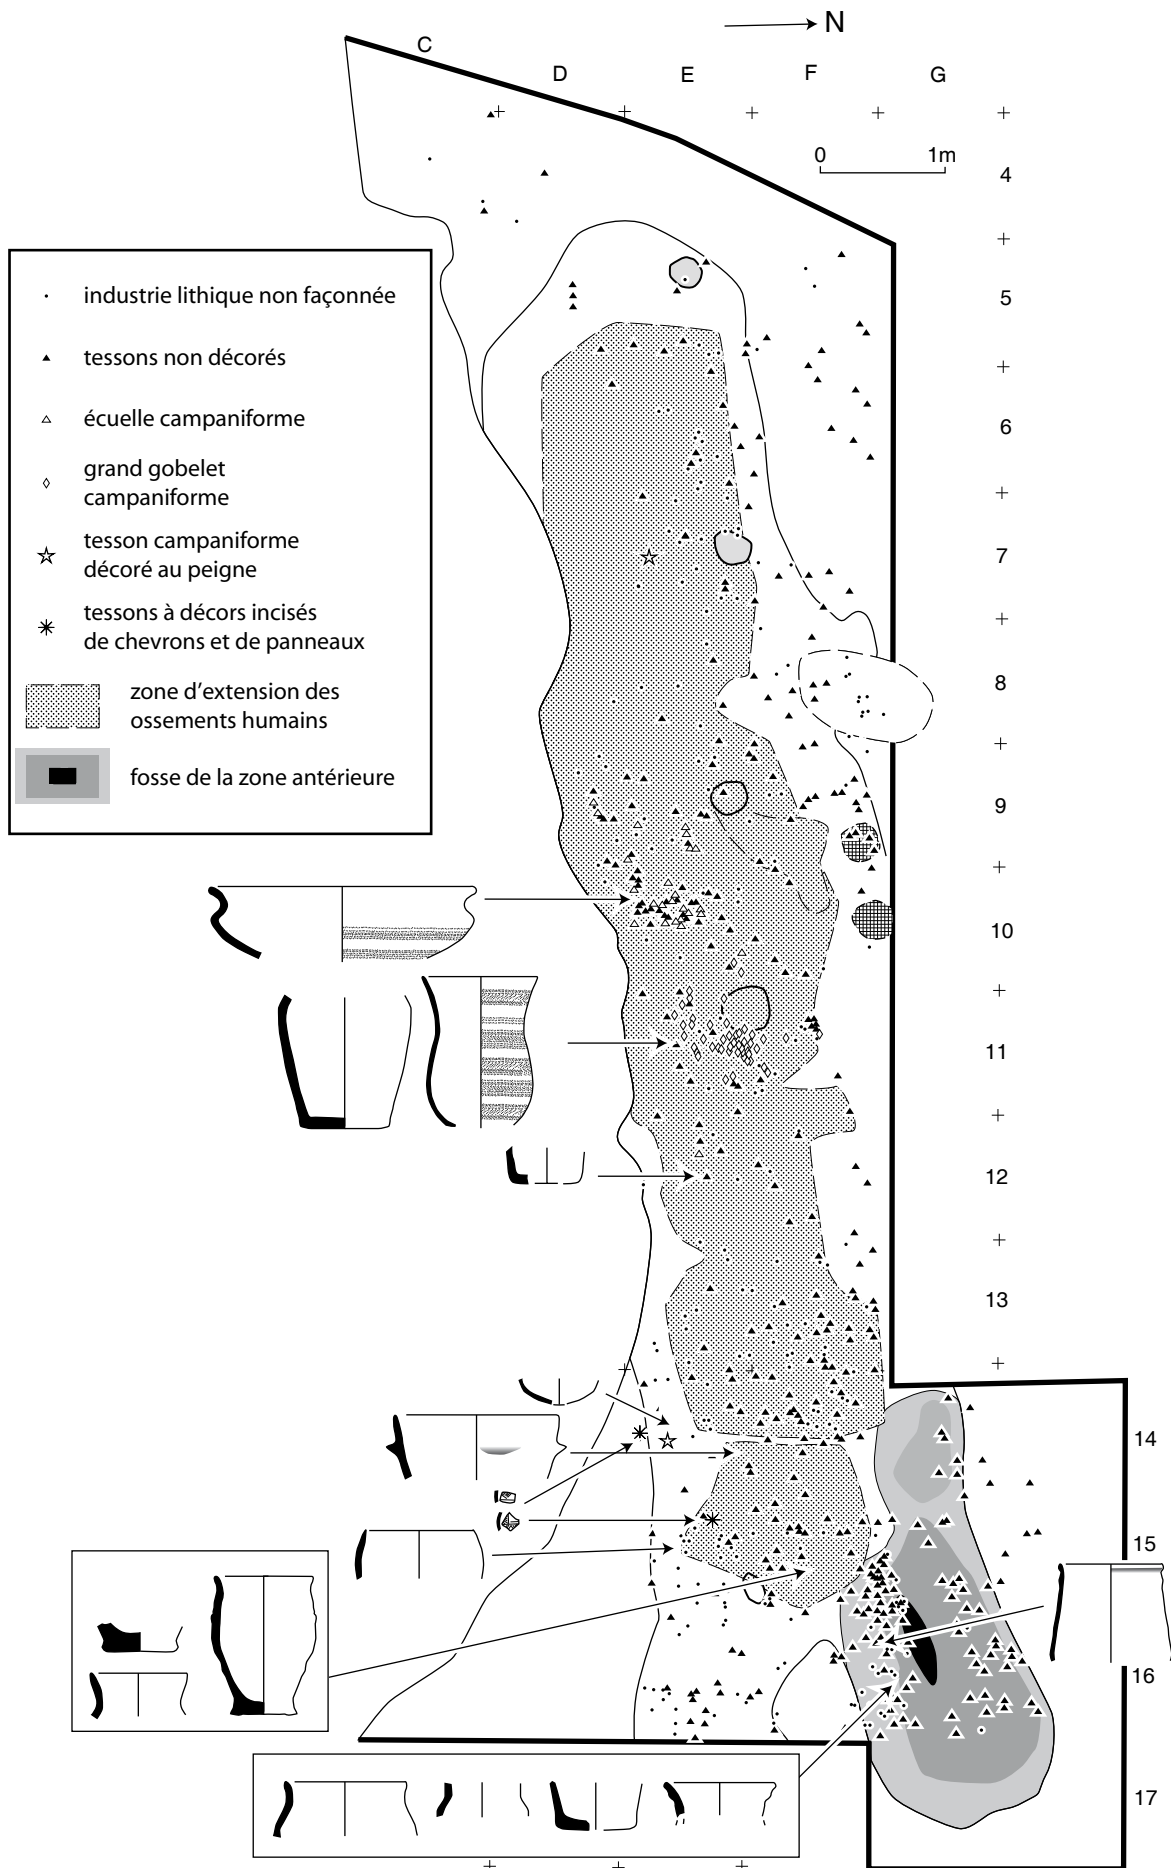 N
C
D
E
F
G
0 1m
4
5
6
7
8
9
10
11
12
13
14
15
16
17
industrie lithique non façonnée
tessons non décorés
écuelle campaniforme
grand gobelet
campaniforme
tesson campaniforme
décoré au peigne
tessons à décors incisés
de chevrons et de panneaux
zone d'extension des
ossements humains
fosse de la zone antérieure